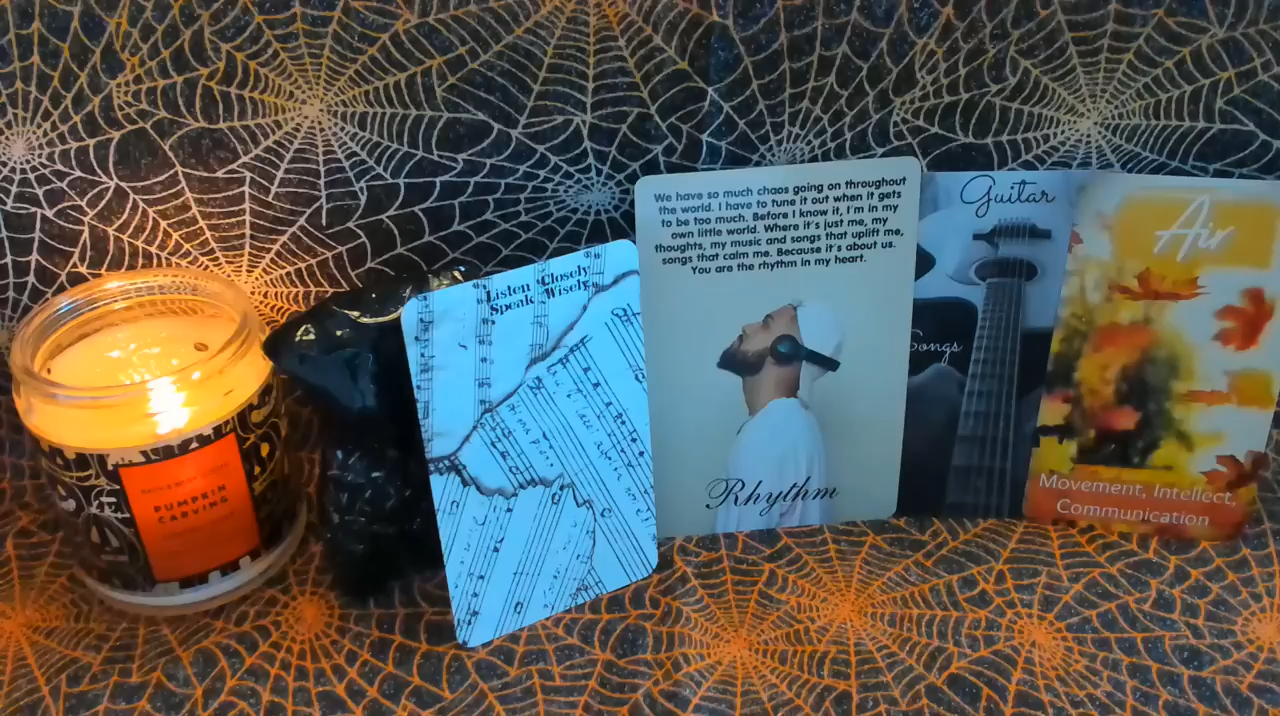 PUMPKIN
CARVING
Listen Closely
Speak Wisely
We have so much chaos going on throughout
the world. I have to tune it out when it gets
to be too much. Before I know it, I'm in my
own little world. Where it's just me, my
thoughts, my music and songs that uplift me,
songs that calm me. Because it's about us.
You are the rhythm in my heart.
Rhythm
Guitar
Songs
Air
Movement, Intellect,
Communication